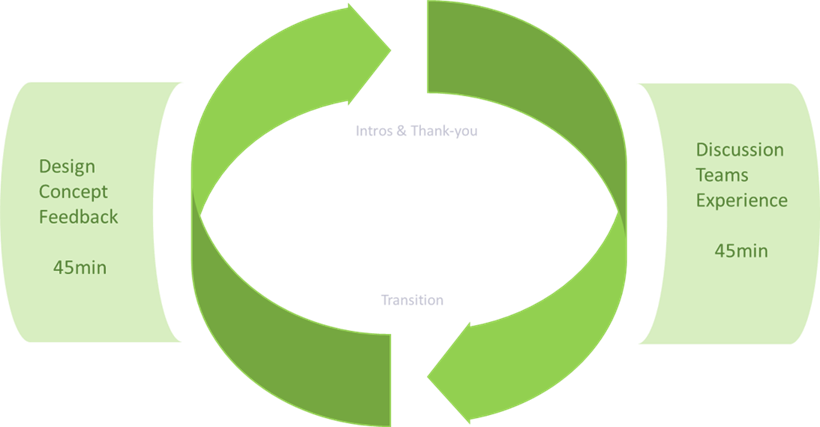 Intros & Thank-you
Design
Concept
Feedback
45min
Discussion
Teams
Experience
45min
Transition